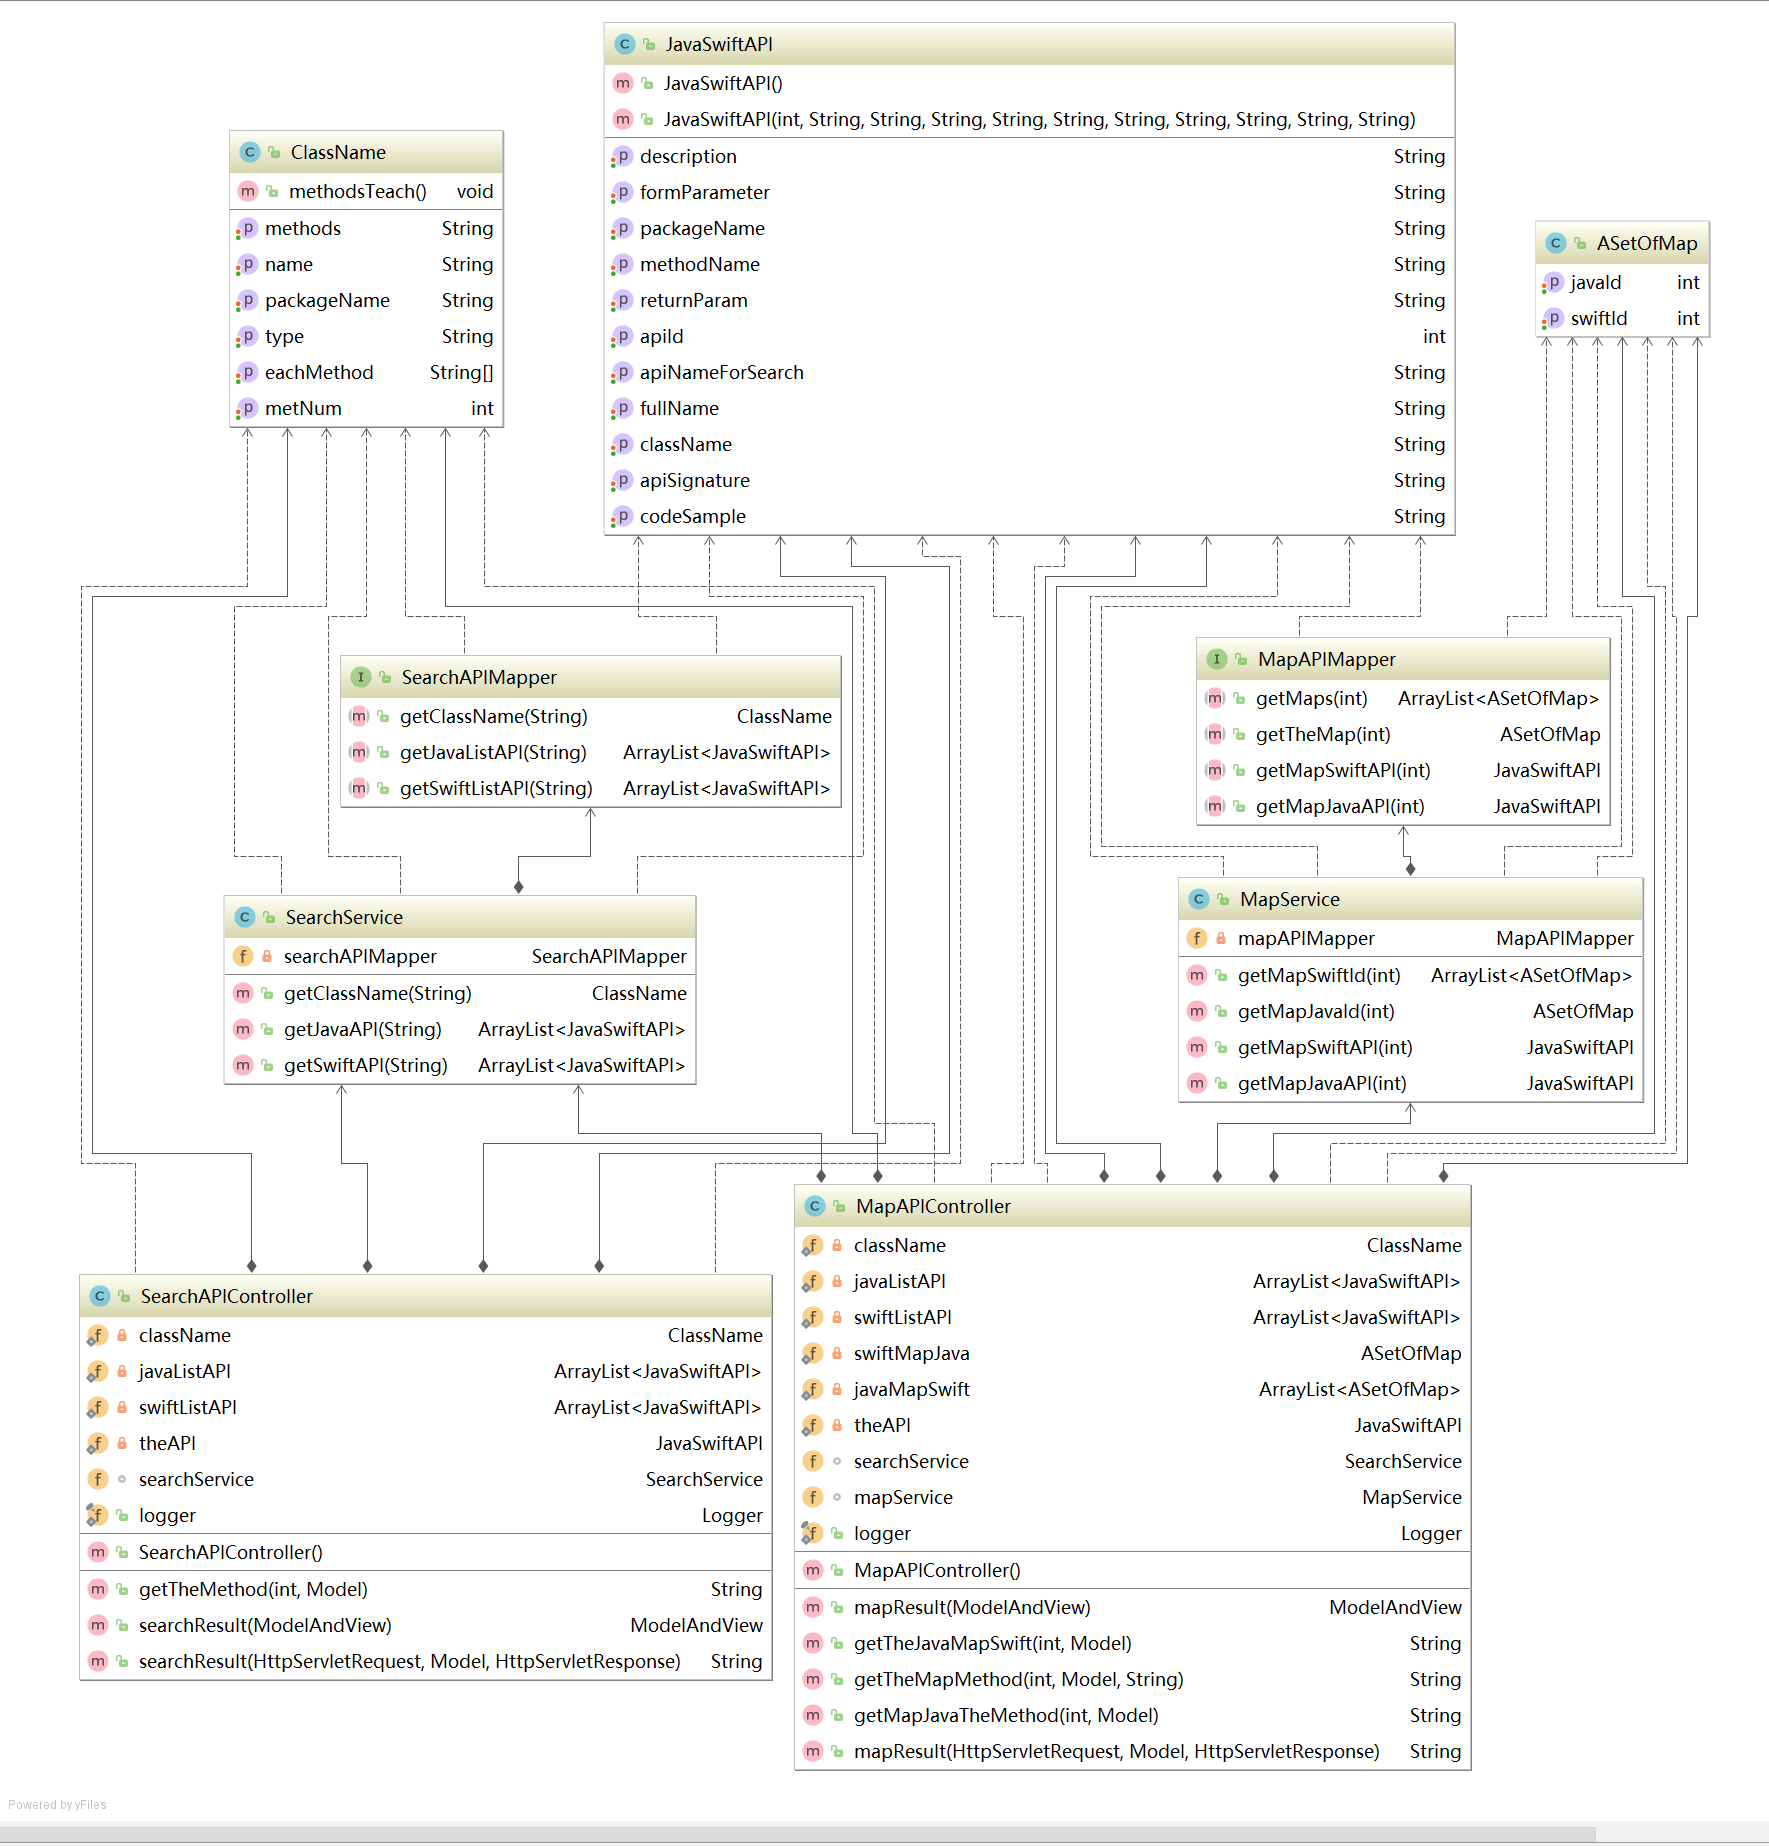 JavaSwiftAPI
JavaSwiftAPI()
JavaSwiftAPI(int, String, String, String, String, String, String, String, String, String, String)
description String
formParameter String
packageName String
methodName String
returnParam String
apiId int
apiNameForSearch String
fullName String
className String
apiSignature String
codeSample String
ClassName
methodsTeach() void
methods String
name String
packageName String
type String
eachMethod String[]
metNum int
ASetOfMap
javaId int
swiftId int
SearchAPIMapper
getClassName(String) ClassName
getJavaListAPI(String) ArrayList<JavaSwiftAPI>
getSwiftListAPI(String) ArrayList<JavaSwiftAPI>
MapAPIMapper
getMaps(int) ArrayList<ASetOfMap>
getTheMap(int) ASetOfMap
getMapSwiftAPI(int) JavaSwiftAPI
getMapJavaAPI(int) JavaSwiftAPI
SearchService
searchAPIMapper SearchAPIMapper
getClassName(String) ClassName
getJavaAPI(String) ArrayList<JavaSwiftAPI>
getSwiftAPI(String) ArrayList<JavaSwiftAPI>
MapService
mapAPIMapper MapAPIMapper
getMapSwiftId(int) ArrayList<ASetOfMap>
getMapJavaId(int) ASetOfMap
getMapSwiftAPI(int) JavaSwiftAPI
getMapJavaAPI(int) JavaSwiftAPI
SearchAPIController
className ClassName
javaListAPI ArrayList<JavaSwiftAPI>
swiftListAPI ArrayList<JavaSwiftAPI>
theAPI JavaSwiftAPI
searchService SearchService
logger Logger
SearchAPIController()
getTheMethod(int, Model) String
searchResult(ModelAndView) ModelAndView
searchResult(HttpServletRequest, Model, HttpServletResponse) String
MapAPIController
className ClassName
javaListAPI ArrayList<JavaSwiftAPI>
swiftListAPI ArrayList<JavaSwiftAPI>
swiftMapJava ASetOfMap
javaMapSwift ArrayList<ASetOfMap>
theAPI JavaSwiftAPI
searchService SearchService
mapService MapService
logger Logger
MapAPIController()
mapResult(ModelAndView) ModelAndView
getTheJavaMapSwift(int, Model) String
getTheMapMethod(int, Model, String) String
getMapJavaTheMethod(int, Model) String
mapResult(HttpServletRequest, Model, HttpServletResponse) String
Powered by yFiles